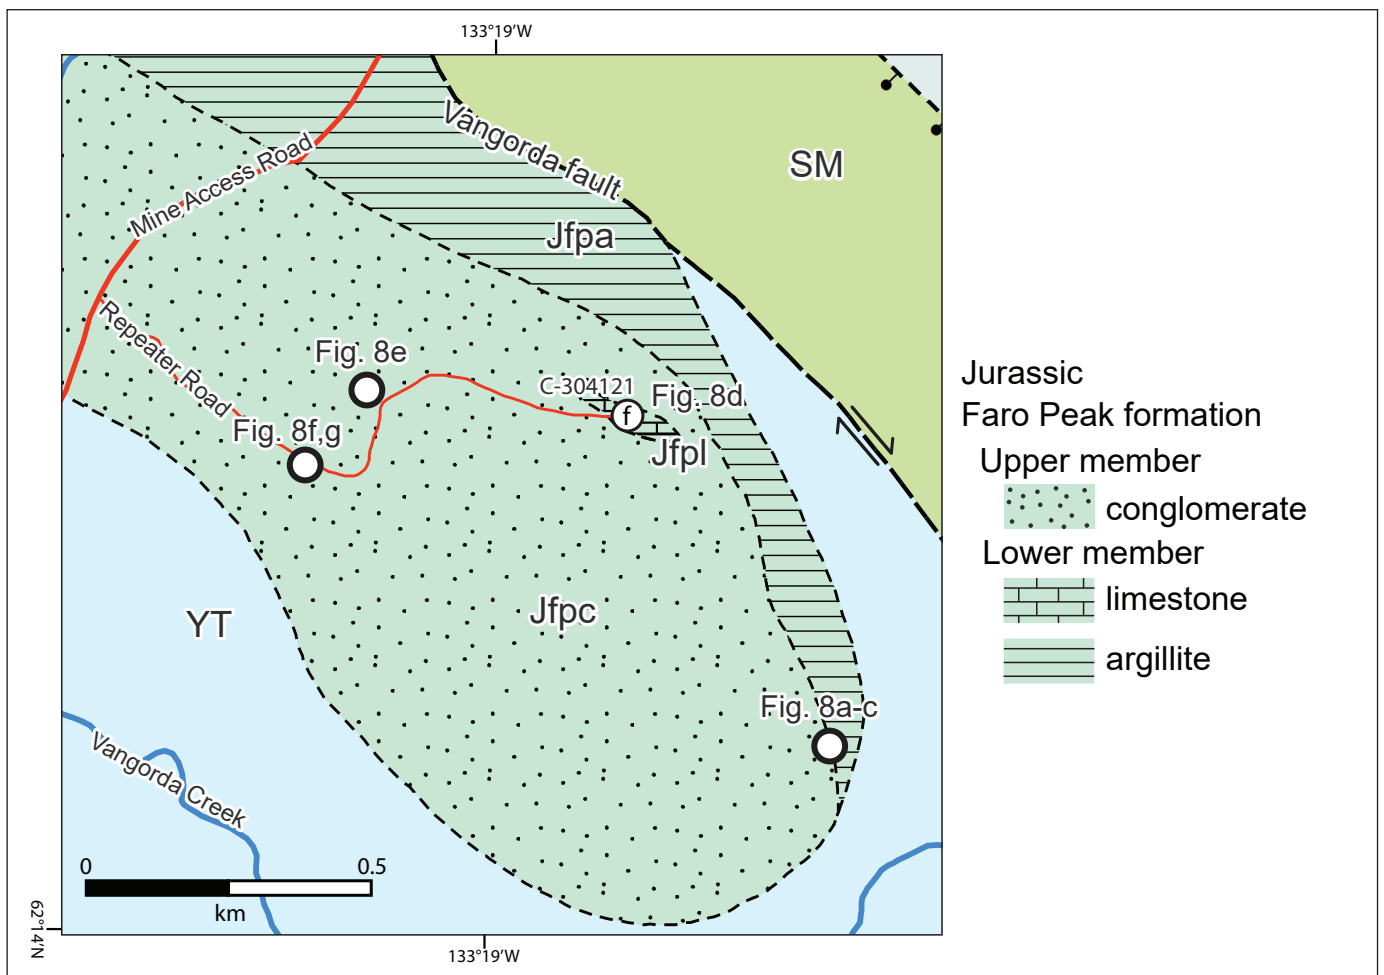 133°19'W
Vangorda fault
SM
Mine Access Road
Jfpa
Repeater Road
Fig. 8e
C-304121
Fig. 8d
f
Fig. 8f,g
Jfpl
Jurassic
Faro Peak formation
Upper member
conglomerate
Lower member
limestone
argillite
YT
Jfpc
Fig. 8a-c
Vangorda Creek
0 0.5
km
62°14'N
133°19'W